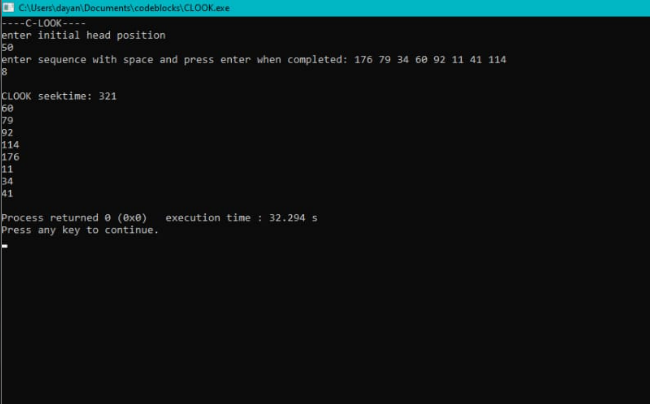 C:\Users\dayan\Documents\codeblocks\CLOOK.exe
----C-LOOK----
enter initial head position
50
enter sequence with space and press enter when completed: 176 79 34 60 92 11 41 114
8
CLOOK seektime: 321
60
79
92
114
176
11
34
41
Process returned 0 (0x0)   execution time : 32.294 s
Press any key to continue.